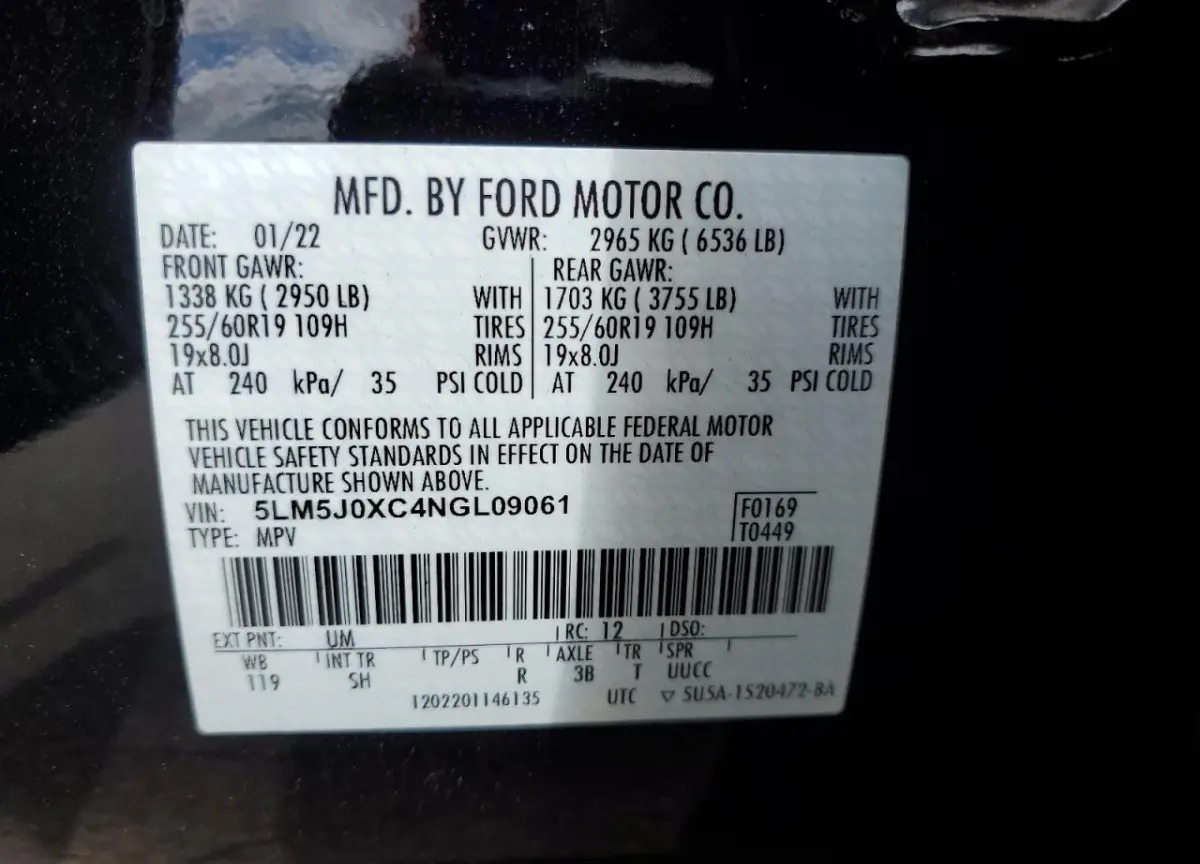 MFD. BY FORD MOTOR CO.
DATE: 01/22 GVWR: 2965 KG ( 6536 LB)
FRONT GAWR: REAR GAWR:
1338 KG ( 2950 LB) WITH 1703 KG ( 3755 LB) WITH
255/60R19 109H TIRES 255/60R19 109H TIRES
19x8.0J RIMS 19x8.0J RIMS
AT 240 kPa/ 35 PSI COLD AT 240 kPa/ 35 PSI COLD
THIS VEHICLE CONFORMS TO ALL APPLICABLE FEDERAL MOTOR
VEHICLE SAFETY STANDARDS IN EFFECT ON THE DATE OF
MANUFACTURE SHOWN ABOVE.
VIN: 5LM5J0XC4NGL09061 F0169
TYPE: MPV T0449
EXT PNT: UM RC: 12 DSO:
WB INT TR TP/PS R AXLE TR SPR
119 SH R 3B T UUCC
1202201146135 UTC ▽ 5U5A-1520472-BA